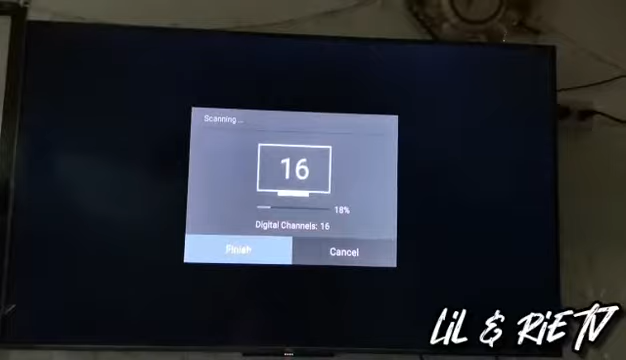 Scanning...
16
18%
Digital Channels: 16
Finish
Cancel
LiL & RiE TV